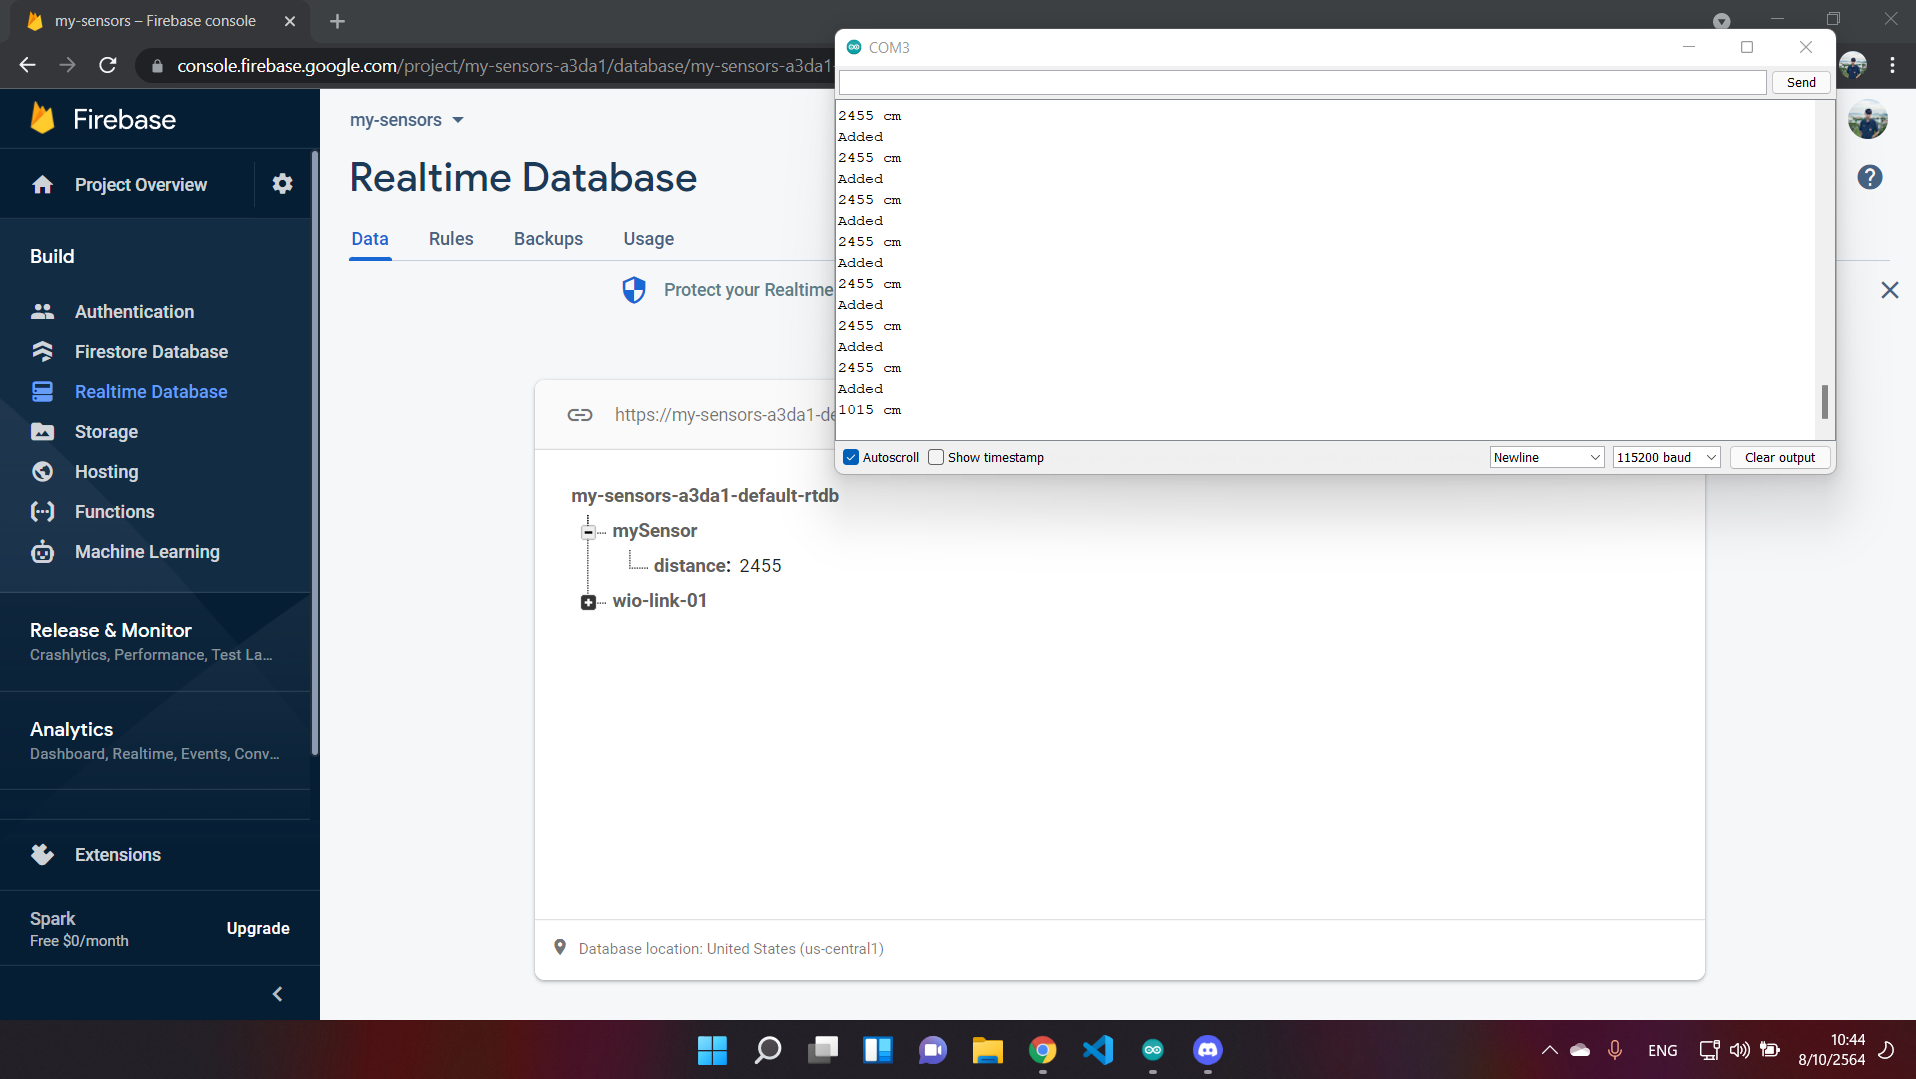 my-sensors – Firebase console
console.firebase.google.com/project/my-sensors-a3da1/database/my-sensors-a3da1-
COM3
Send
2455 cm
Added
2455 cm
Added
2455 cm
Added
2455 cm
Added
2455 cm
Added
2455 cm
Added
2455 cm
Added
1015 cm
Autoscroll
Show timestamp
Newline
115200 baud
Clear output
Firebase
Project Overview
Build
Authentication
Firestore Database
Realtime Database
Storage
Hosting
Functions
Machine Learning
Release & Monitor
Crashlytics, Performance, Test La...
Analytics
Dashboard, Realtime, Events, Conv...
Extensions
Spark
Free $0/month
Upgrade
my-sensors
Realtime Database
Data
Rules
Backups
Usage
Protect your Realtime
https://my-sensors-a3da1-de
my-sensors-a3da1-default-rtdb
mySensor
distance: 2455
wio-link-01
Database location: United States (us-central1)
ENG
10:44
8/10/2564